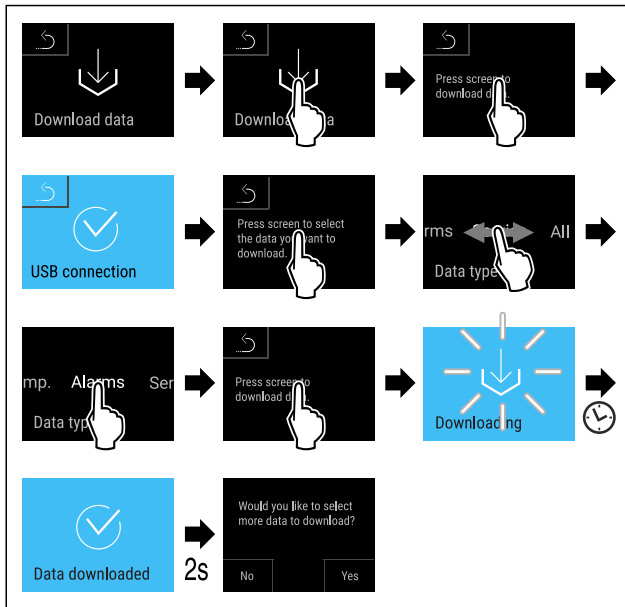 Download data
Downlo a
Press screen to
download d a.
USB connection
Press screen to select
the data yo want to
download.
rms All
Data type
mp. Alarms Ser
Data typ
Press screen to
download d a.
Downloading
Data downloaded
2s
Would you like to select
more data to download?
No Yes